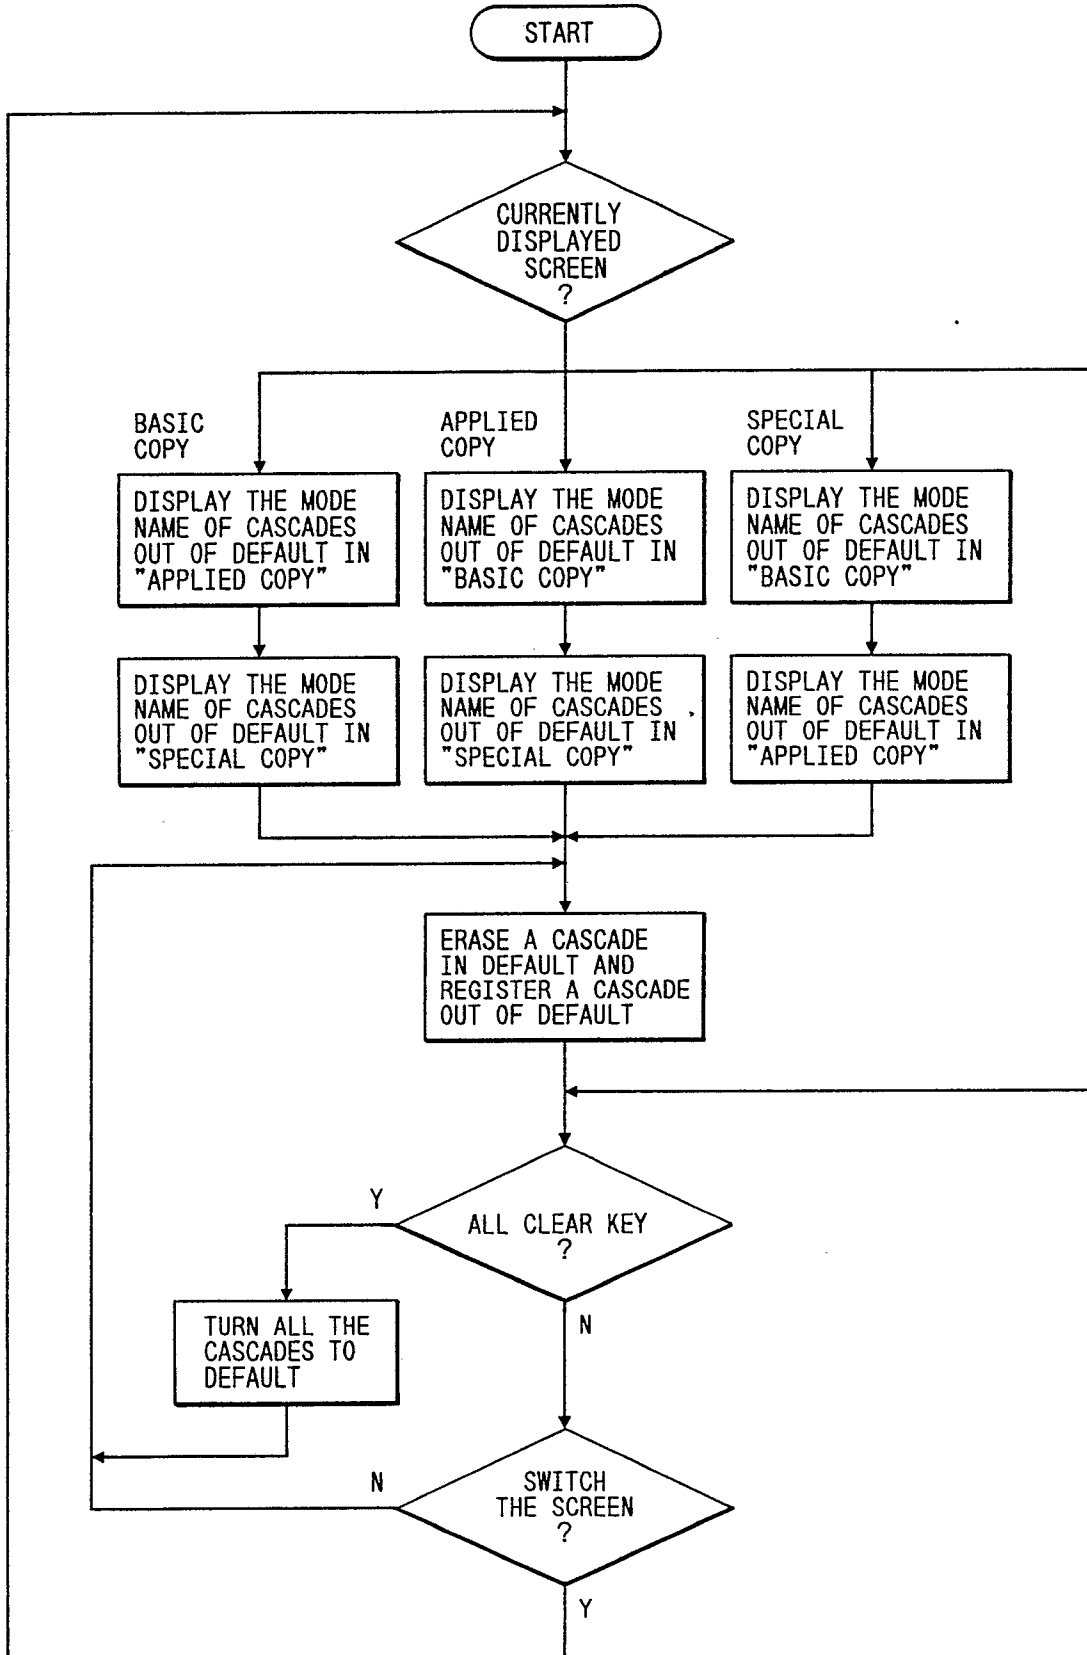 START
CURRENTLY
DISPLAYED
SCREEN
?
BASIC
COPY
APPLIED
COPY
SPECIAL
COPY
DISPLAY THE MODE
NAME OF CASCADES
OUT OF DEFAULT IN
"APPLIED COPY"
DISPLAY THE MODE
NAME OF CASCADES
OUT OF DEFAULT IN
"BASIC COPY"
DISPLAY THE MODE
NAME OF CASCADES
OUT OF DEFAULT IN
"BASIC COPY"
DISPLAY THE MODE
NAME OF CASCADES
OUT OF DEFAULT IN
"SPECIAL COPY"
DISPLAY THE MODE
NAME OF CASCADES
OUT OF DEFAULT IN
"SPECIAL COPY"
DISPLAY THE MODE
NAME OF CASCADES
OUT OF DEFAULT IN
"APPLIED COPY"
ERASE A CASCADE
IN DEFAULT AND
REGISTER A CASCADE
OUT OF DEFAULT
Y
ALL CLEAR KEY
?
N
TURN ALL THE
CASCADES TO
DEFAULT
N
SWITCH
THE SCREEN
?
Y